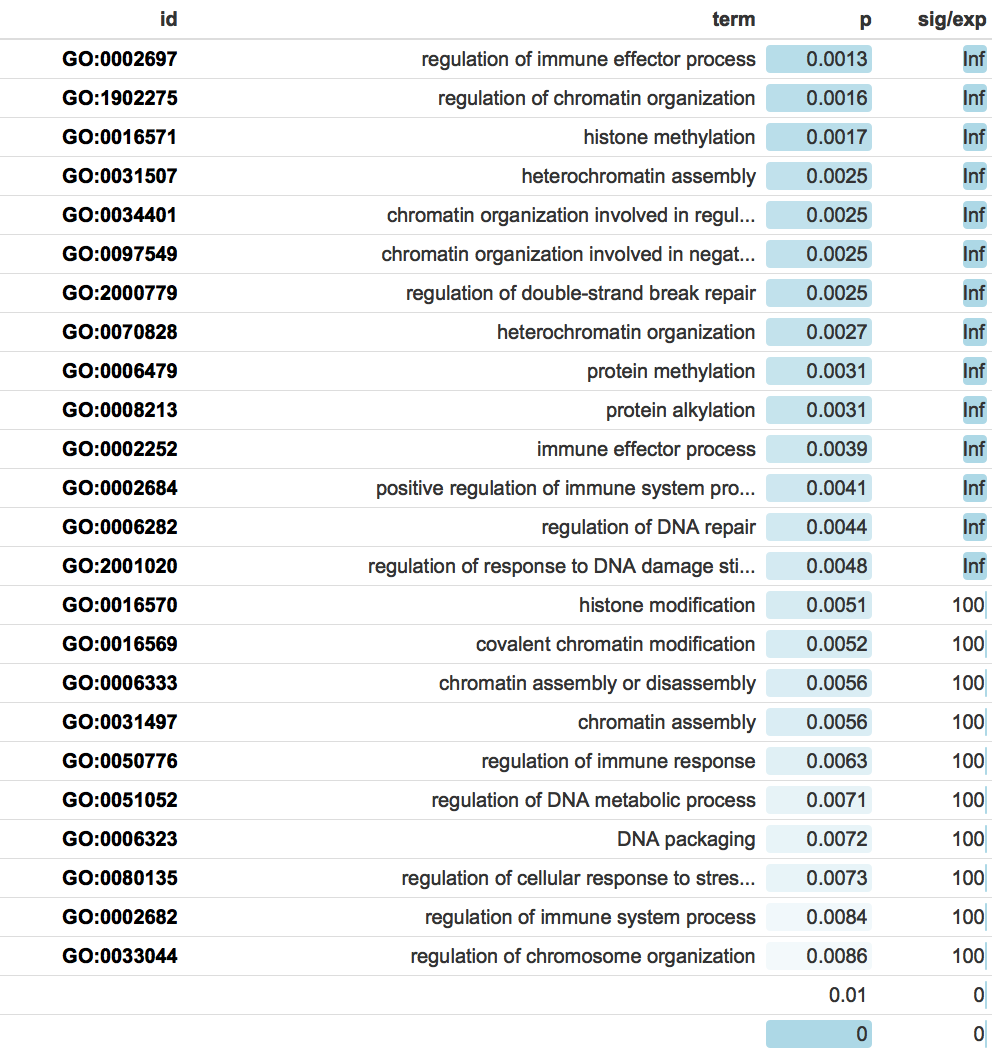 id term p sig/exp
GO:0002697 regulation of immune effector process 0.0013 Inf
GO:1902275 regulation of chromatin organization 0.0016 Inf
GO:0016571 histone methylation 0.0017 Inf
GO:0031507 heterochromatin assembly 0.0025 Inf
GO:0034401 chromatin organization involved in regul... 0.0025 Inf
GO:0097549 chromatin organization involved in negat... 0.0025 Inf
GO:2000779 regulation of double-strand break repair 0.0025 Inf
GO:0070828 heterochromatin organization 0.0027 Inf
GO:0006479 protein methylation 0.0031 Inf
GO:0008213 protein alkylation 0.0031 Inf
GO:0002252 immune effector process 0.0039 Inf
GO:0002684 positive regulation of immune system pro... 0.0041 Inf
GO:0006282 regulation of DNA repair 0.0044 Inf
GO:2001020 regulation of response to DNA damage sti... 0.0048 Inf
GO:0016570 histone modification 0.0051 100
GO:0016569 covalent chromatin modification 0.0052 100
GO:0006333 chromatin assembly or disassembly 0.0056 100
GO:0031497 chromatin assembly 0.0056 100
GO:0050776 regulation of immune response 0.0063 100
GO:0051052 regulation of DNA metabolic process 0.0071 100
GO:0006323 DNA packaging 0.0072 100
GO:0080135 regulation of cellular response to stres... 0.0073 100
GO:0002682 regulation of immune system process 0.0084 100
GO:0033044 regulation of chromosome organization 0.0086 100
0.01 0
0 0